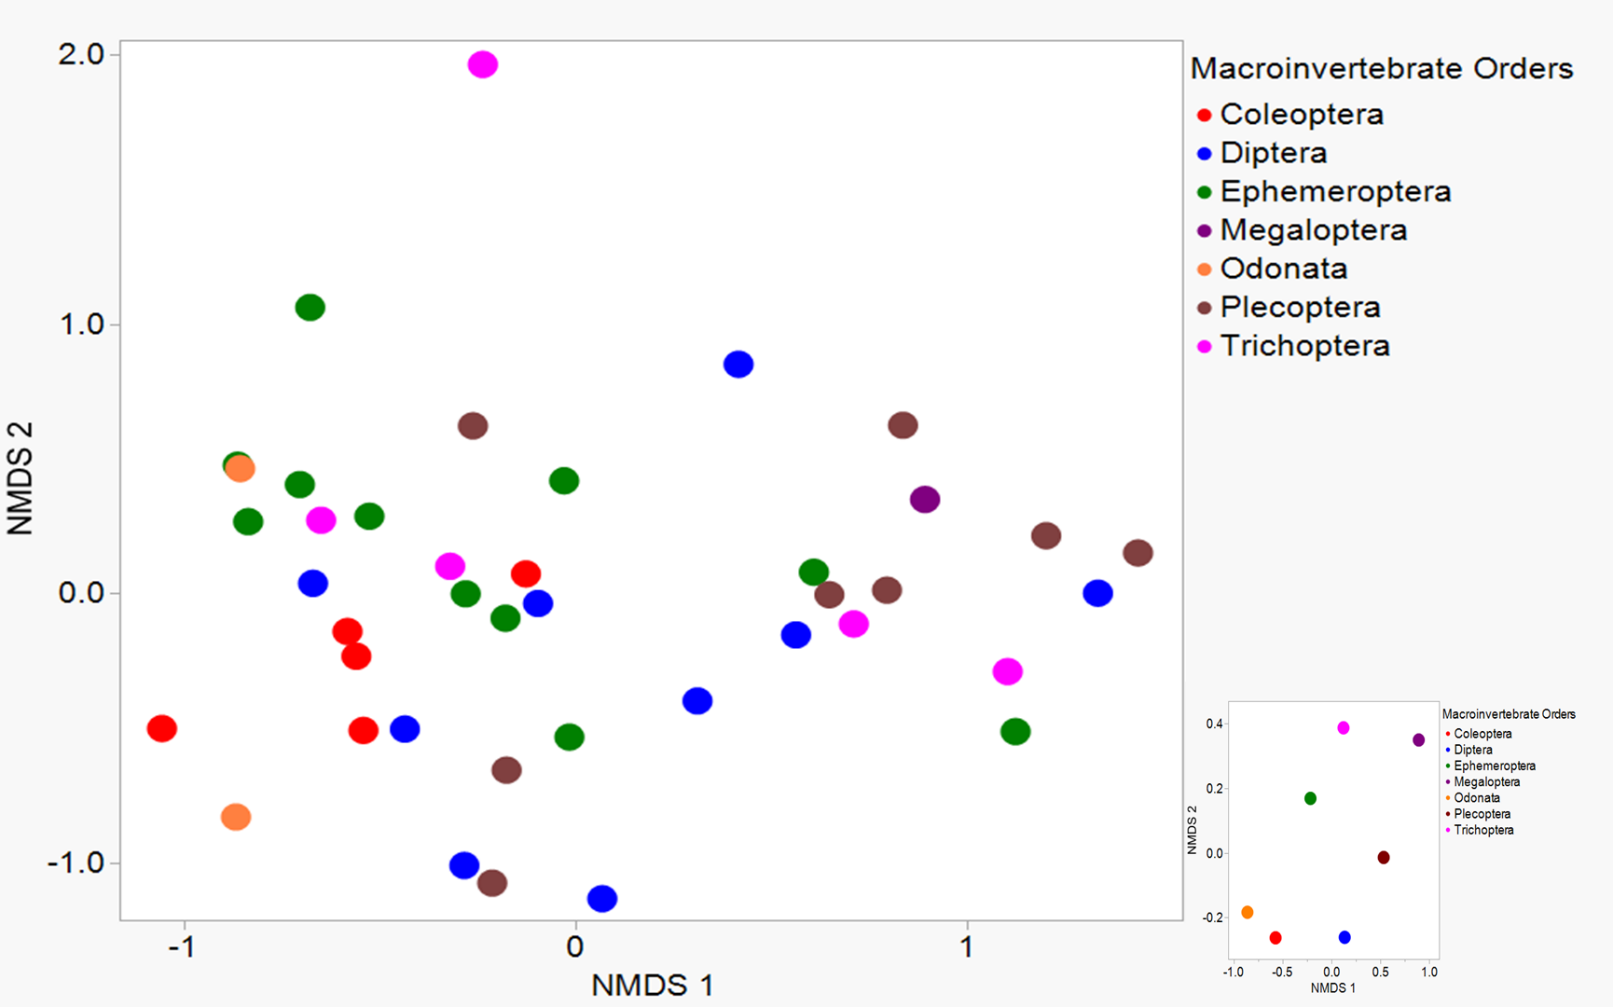 2.0
1.0
0.0
-1.0
NMDS 2
-1
0
1
NMDS 1
Macroinvertebrate Orders
Coleoptera
Diptera
Ephemeroptera
Megaloptera
Odonata
Plecoptera
Trichoptera
0.4
0.2
0.0
-0.2
NMDS 2
-1.0
-0.5
0.0
0.5
1.0
NMDS 1
Macroinvertebrate Orders
Coleoptera
Diptera
Ephemeroptera
Megaloptera
Odonata
Plecoptera
Trichoptera